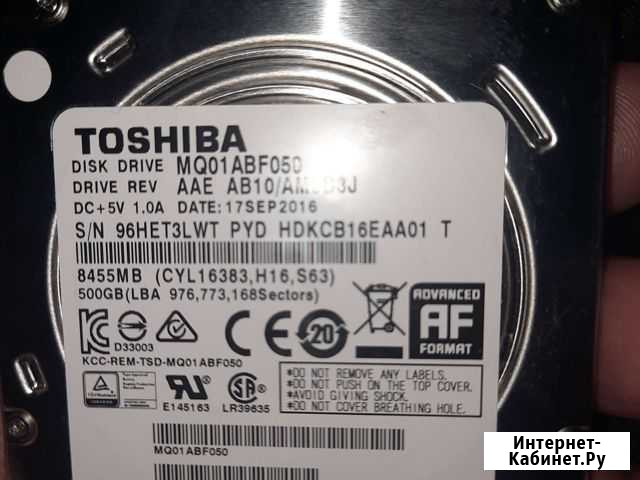 TOSHIBA
DISK DRIVE MQ01ABF050
DRIVE REV AAE AB10/
DC+5V 1.0A DATE:17SEP2016
S/N 96HET3LWT PYD HDKCB16EAA01 T
8455MB (CYL16383,H16,S63)
500GB(LBA 976,773,168Sectors)
D33003
CE
20
ADVANCED
AF
FORMAT
KCC-REM-TSD-MQ01ABF050
E145163
LR39635
*DO NOT REMOVE ANY LABELS.
*DO NOT PUSH ON THE TOP COVER.
*AVOID GIVING SHOCK.
*DO NOT COVER BREATHING HOLE.
MQ01ABF050
MQ01ABF050
Интернет-
Кабинет.Ру